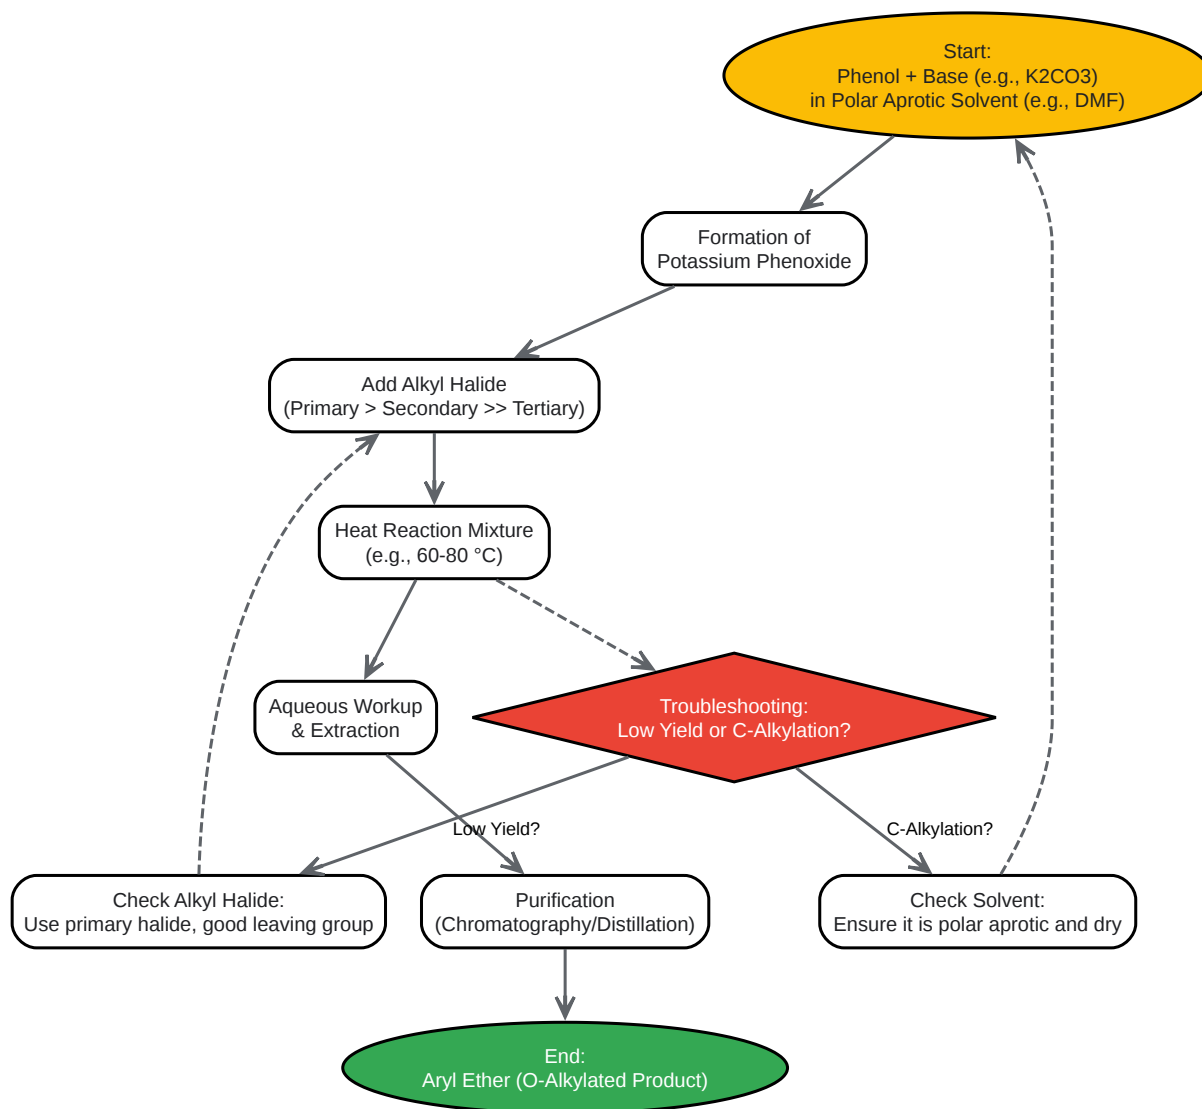 Start:
Phenol + Base (e.g., K2CO3)
in Polar Aprotic Solvent (e.g., DMF)
Formation of
Potassium Phenoxide
Add Alkyl Halide
(Primary > Secondary >> Tertiary)
Heat Reaction Mixture
(e.g., 60-80 °C)
Aqueous Workup
& Extraction
Troubleshooting:
Low Yield or C-Alkylation?
Low Yield?
C-Alkylation?
Check Alkyl Halide:
Use primary halide, good leaving group
Purification
(Chromatography/Distillation)
Check Solvent:
Ensure it is polar aprotic and dry
End:
Aryl Ether (O-Alkylated Product)